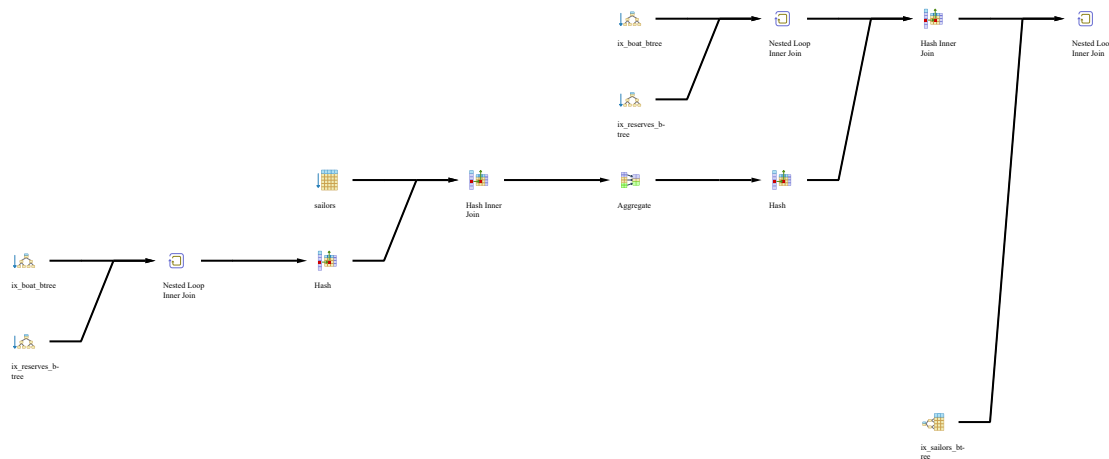 ix_boat_btree
Nested Loop
Inner Join
Hash Inner
Join
Nested Loop
Inner Join
ix_reserves_b-
tree
sailors
Hash Inner
Join
Aggregate
Hash
ix_boat_btree
Nested Loop
Inner Join
Hash
ix_reserves_b-
tree
ix_sailors_bt-
ree